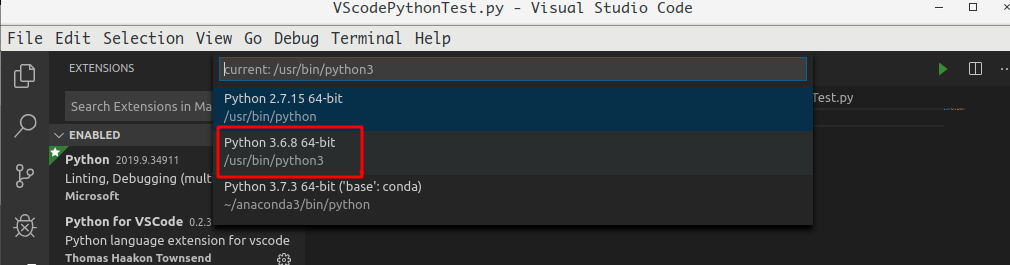 VScodePythonTest.py - Visual Studio Code
File Edit Selection View Go Debug Terminal Help
EXTENSIONS
Search Extensions in Ma
ENABLED
Python 2019.9.34911
Linting, Debugging (mult
Microsoft
Python for VSCode 0.2.3
Python language extension for vscode
Thomas Haakon Townsend
current: /usr/bin/python3
Python 2.7.15 64-bit
/usr/bin/python
Python 3.6.8 64-bit
/usr/bin/python3
Python 3.7.3 64-bit ('base': conda)
~/anaconda3/bin/python
Test.py